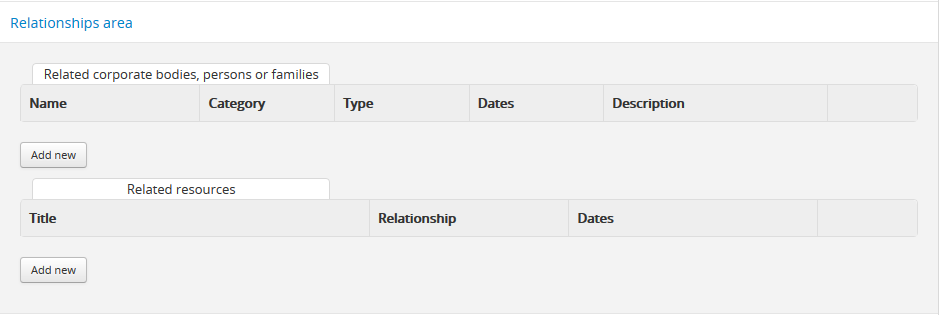 Relationships area
Related corporate bodies, persons or families
Name Category Type Dates Description
Add new
Related resources
Title Relationship Dates
Add new